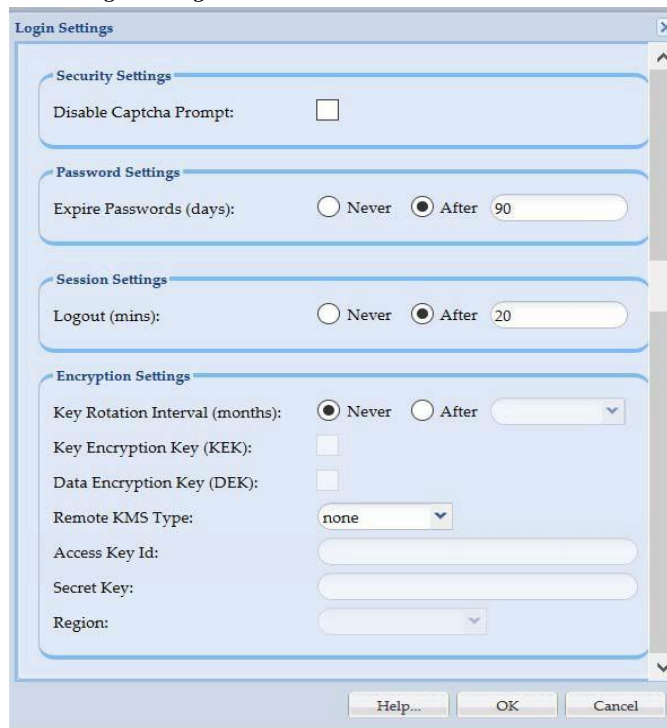 Login Settings
Security Settings
Disable Captcha Prompt:
Password Settings
Expire Passwords (days): Never After 90
Session Settings
Logout (mins): Never After 20
Encryption Settings
Key Rotation Interval (months): Never After
Key Encryption Key (KEK):
Data Encryption Key (DEK):
Remote KMS Type: none
Access Key Id:
Secret Key:
Region:
Help... OK Cancel